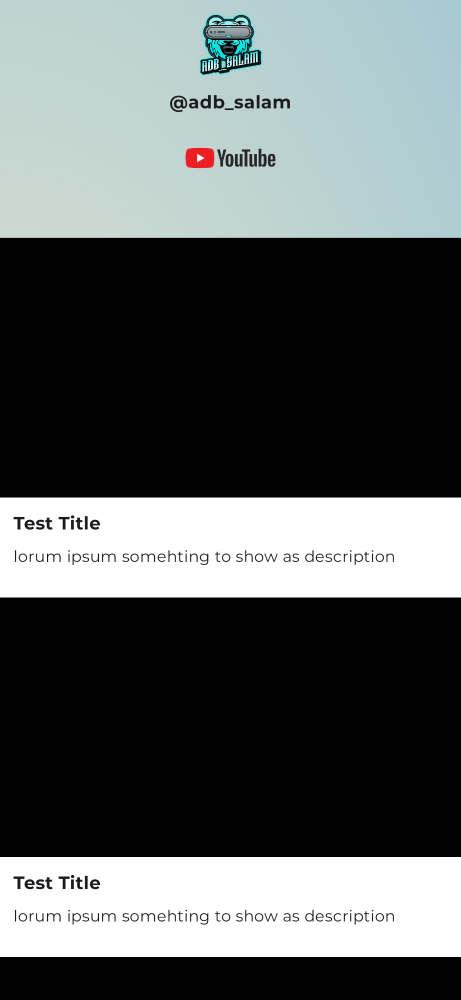 ADB SALAM
@adb_salam
YouTube
Test Title
lorum ipsum somehting to show as description
Test Title
lorum ipsum somehting to show as description